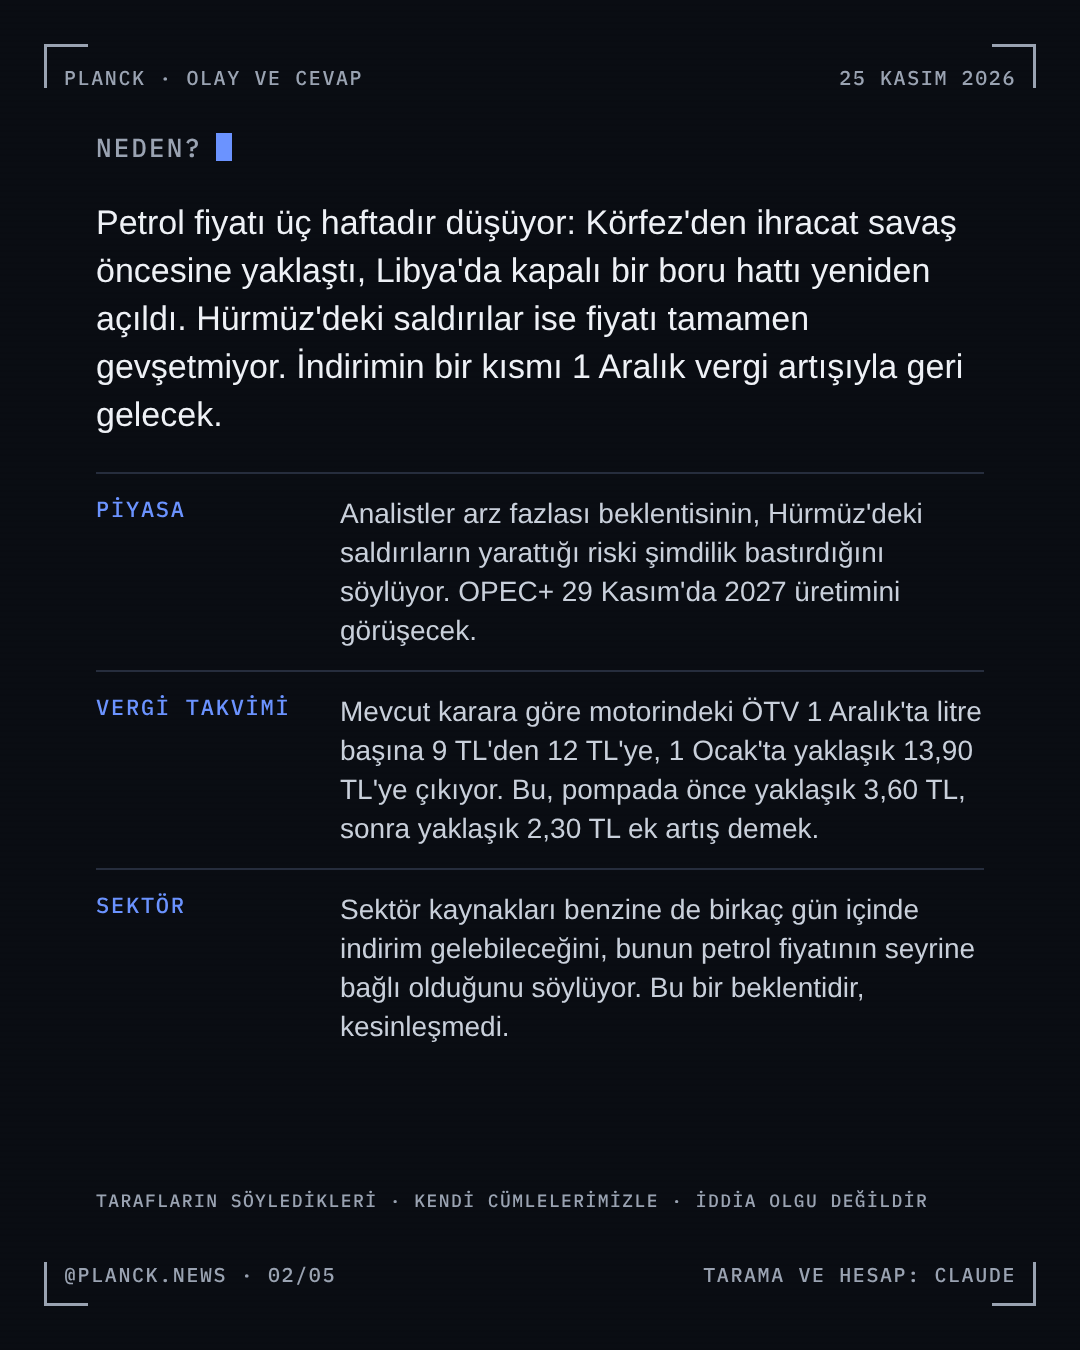 PLANCK · OLAY VE CEVAP
25 KASIM 2026
NEDEN?
Petrol fiyatı üç haftadır düşüyor: Körfez'den ihracat savaş
öncesine yaklaştı, Libya'da kapalı bir boru hattı yeniden
açıldı. Hürmüz'deki saldırılar ise fiyatı tamamen
gevşetmiyor. İndirimin bir kısmı 1 Aralık vergi artışıyla geri
gelecek.
PİYASA
Analistler arz fazlası beklentisinin, Hürmüz'deki
saldırıların yarattığı riski şimdilik bastırdığını
söylüyor. OPEC+ 29 Kasım'da 2027 üretimini
görüşecek.
VERGİ TAKVİMİ
Mevcut karara göre motorindeki ÖTV 1 Aralık'ta litre
başına 9 TL'den 12 TL'ye, 1 Ocak'ta yaklaşık 13,90
TL'ye çıkıyor. Bu, pompada önce yaklaşık 3,60 TL,
sonra yaklaşık 2,30 TL ek artış demek.
SEKTÖR
Sektör kaynakları benzine de birkaç gün içinde
indirim gelebileceğini, bunun petrol fiyatının seyrine
bağlı olduğunu söylüyor. Bu bir beklentidir,
kesinleşmedi.
TARAFLARIN SÖYLEDİKLERİ · KENDİ CÜMLELERİMİZLE · İDDİA OLGU DEĞİLDİR
@PLANCK.NEWS · 02/05
TARAMA VE HESAP: CLAUDE